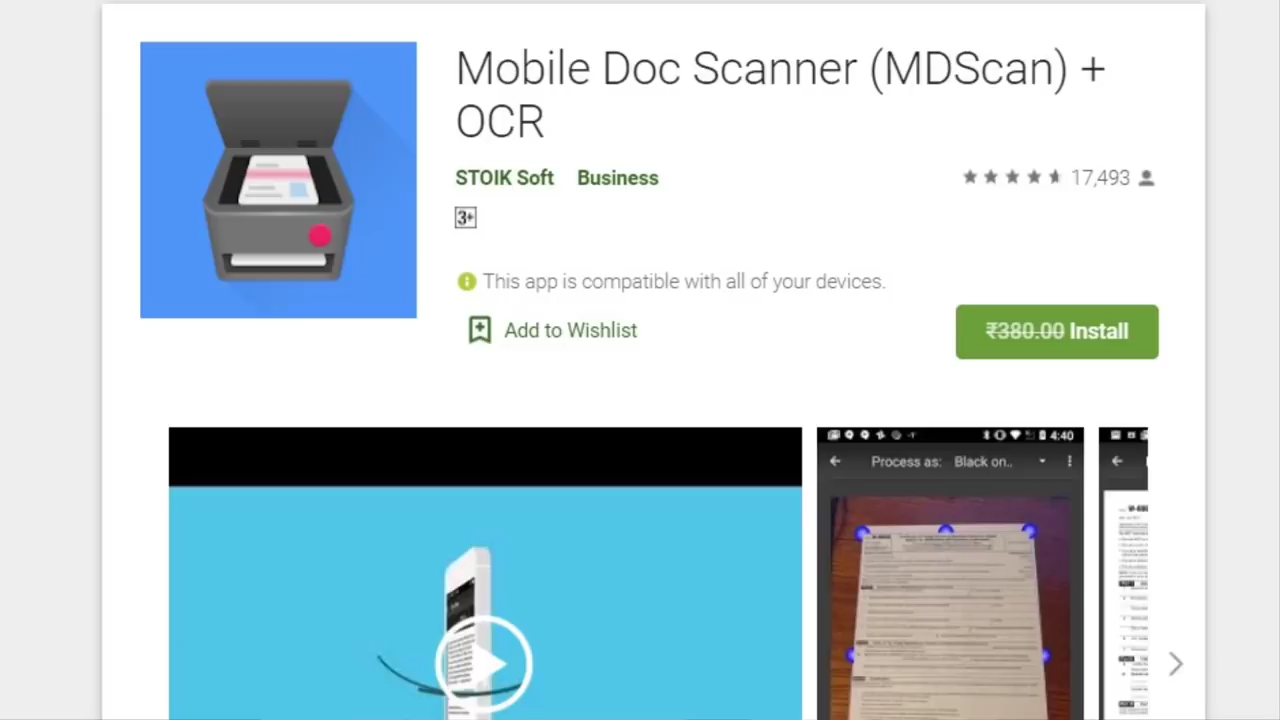 Mobile Doc Scanner (MDScan) +
OCR
STOIK Soft Business
17,493
3+
This app is compatible with all of your devices.
Add to Wishlist
₹380.00 Install
4:40
Process as: Black on..